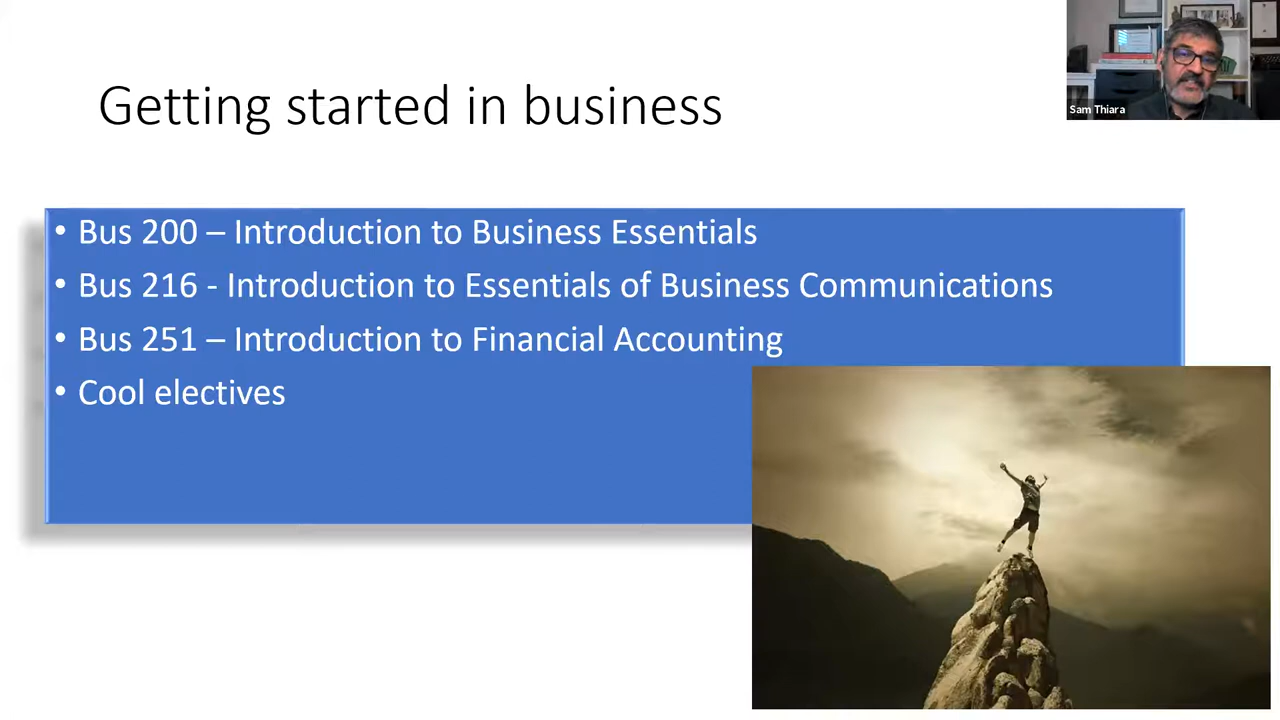 Getting started in business
Sam Thiara
• Bus 200 – Introduction to Business Essentials
• Bus 216 - Introduction to Essentials of Business Communications
• Bus 251 – Introduction to Financial Accounting
• Cool electives